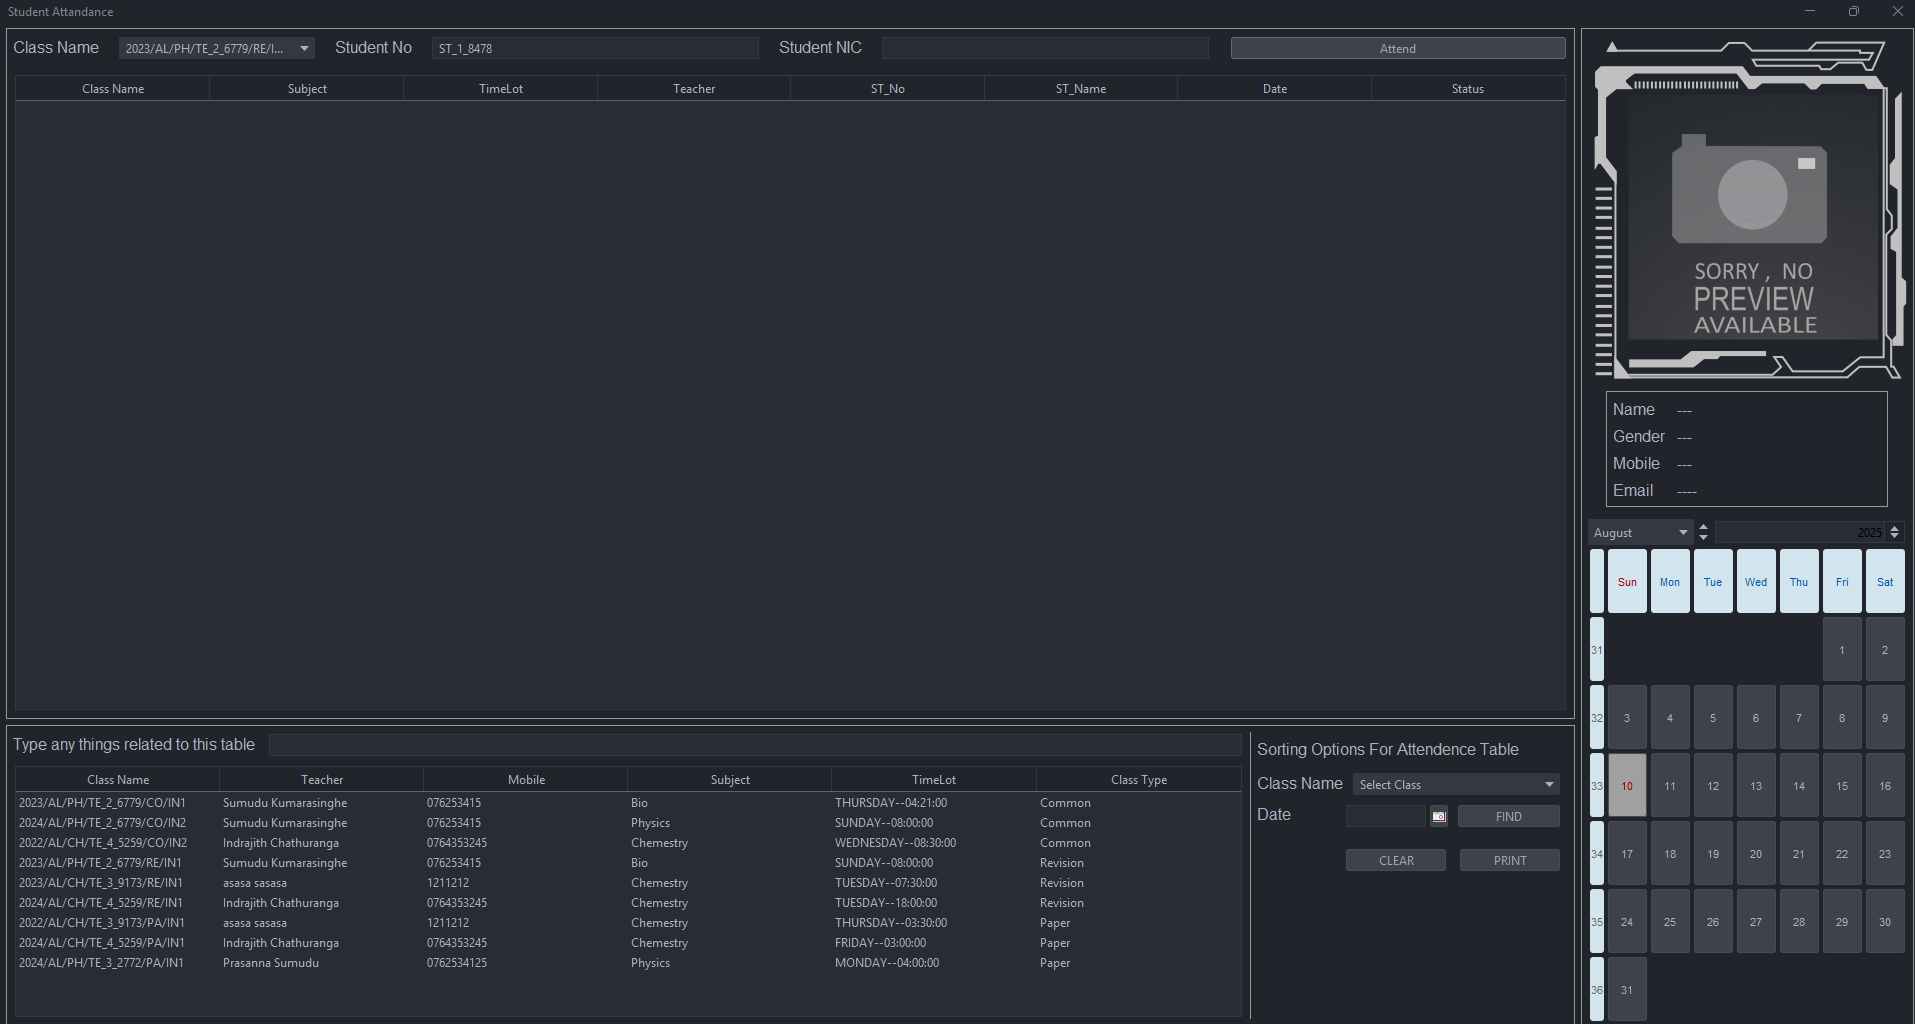 Student Attandance
Class Name 2023/AL/PH/TE_2_6779/RE/I... Student No ST_1_8478 Student NIC Attend
Class Name Subject TimeLot Teacher ST_No ST_Name Date Status
SORRY , NO
PREVIEW
AVAILABLE
Name ---
Gender ---
Mobile ---
Email ----
August 2025
Sun Mon Tue Wed Thu Fri Sat
31 1 2
32 3 4 5 6 7 8 9
33 10 11 12 13 14 15 16
34 17 18 19 20 21 22 23
35 24 25 26 27 28 29 30
36 31
Type any things related to this table
Class Name Teacher Mobile Subject TimeLot Class Type
2023/AL/PH/TE_2_6779/CO/IN1 Sumudu Kumarasinghe 076253415 Bio THURSDAY--04:21:00 Common
2024/AL/PH/TE_2_6779/CO/IN2 Sumudu Kumarasinghe 076253415 Physics SUNDAY--08:00:00 Common
2022/AL/CH/TE_4_5259/CO/IN2 Indrajith Chathuranga 0764353245 Chemestry WEDNESDAY--08:30:00 Common
2023/AL/PH/TE_2_6779/RE/IN1 Sumudu Kumarasinghe 076253415 Bio SUNDAY--08:00:00 Revision
2023/AL/CH/TE_3_9173/RE/IN1 asasa sasasa 1211212 Chemestry TUESDAY--07:30:00 Revision
2024/AL/CH/TE_4_5259/RE/IN1 Indrajith Chathuranga 0764353245 Chemestry TUESDAY--18:00:00 Revision
2022/AL/CH/TE_3_9173/PA/IN1 asasa sasasa 1211212 Chemestry THURSDAY--03:30:00 Paper
2024/AL/CH/TE_4_5259/PA/IN1 Indrajith Chathuranga 0764353245 Chemestry FRIDAY--03:00:00 Paper
2024/AL/PH/TE_3_2772/PA/IN1 Prasanna Sumudu 0762534125 Physics MONDAY--04:00:00 Paper
Sorting Options For Attendence Table
Class Name Select Class
Date FIND
CLEAR PRINT